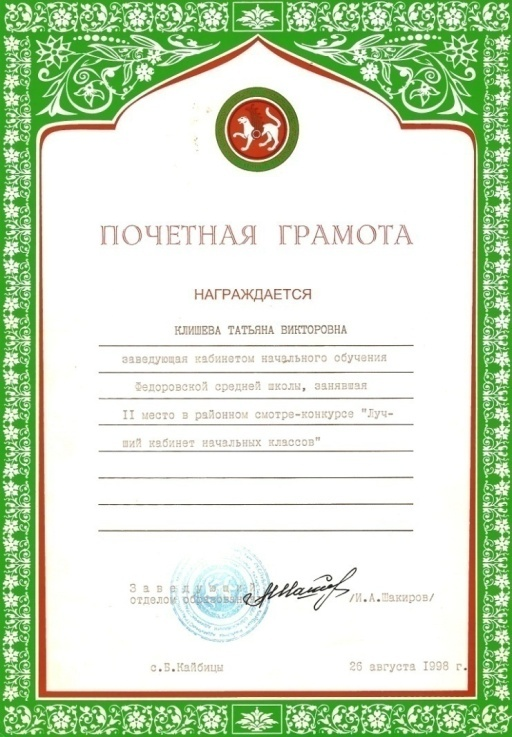 ПОЧЕТНАЯ ГРАМОТА
НАГРАЖДАЕТСЯ
КЛИШЕВА ТАТЬЯНА ВИКТОРОВНА
заведующая кабинетом начального обучения
Федоровской средней школы, занявшая
II место в районном смотре-конкурсе "Луч-
ший кабинет начальных классов"
Заведующий
отделом образования /И.А.Шакиров/
с.Б.Кайбицы 26 августа 1998 г.